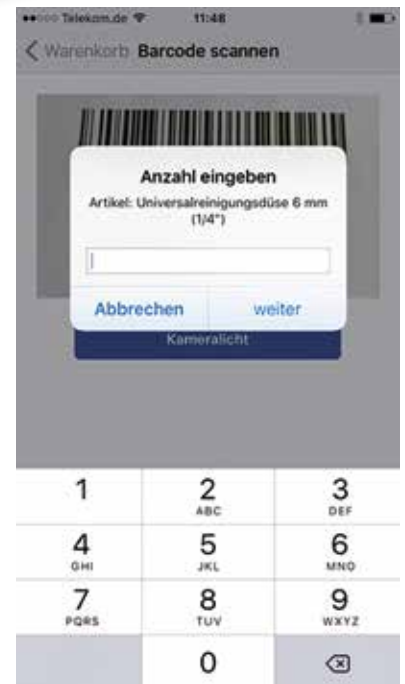 Telekom.de 11:48
Warenkorb Barcode scannen
Anzahl eingeben
Artikel: Universalreinigungsdüse 6 mm
(1/4")
Abbrechen weiter
Kameralicht
1 2 3
ABC DEF
4 5 6
GHI JKL MNO
7 8 9
PQRS TUV WXYZ
0